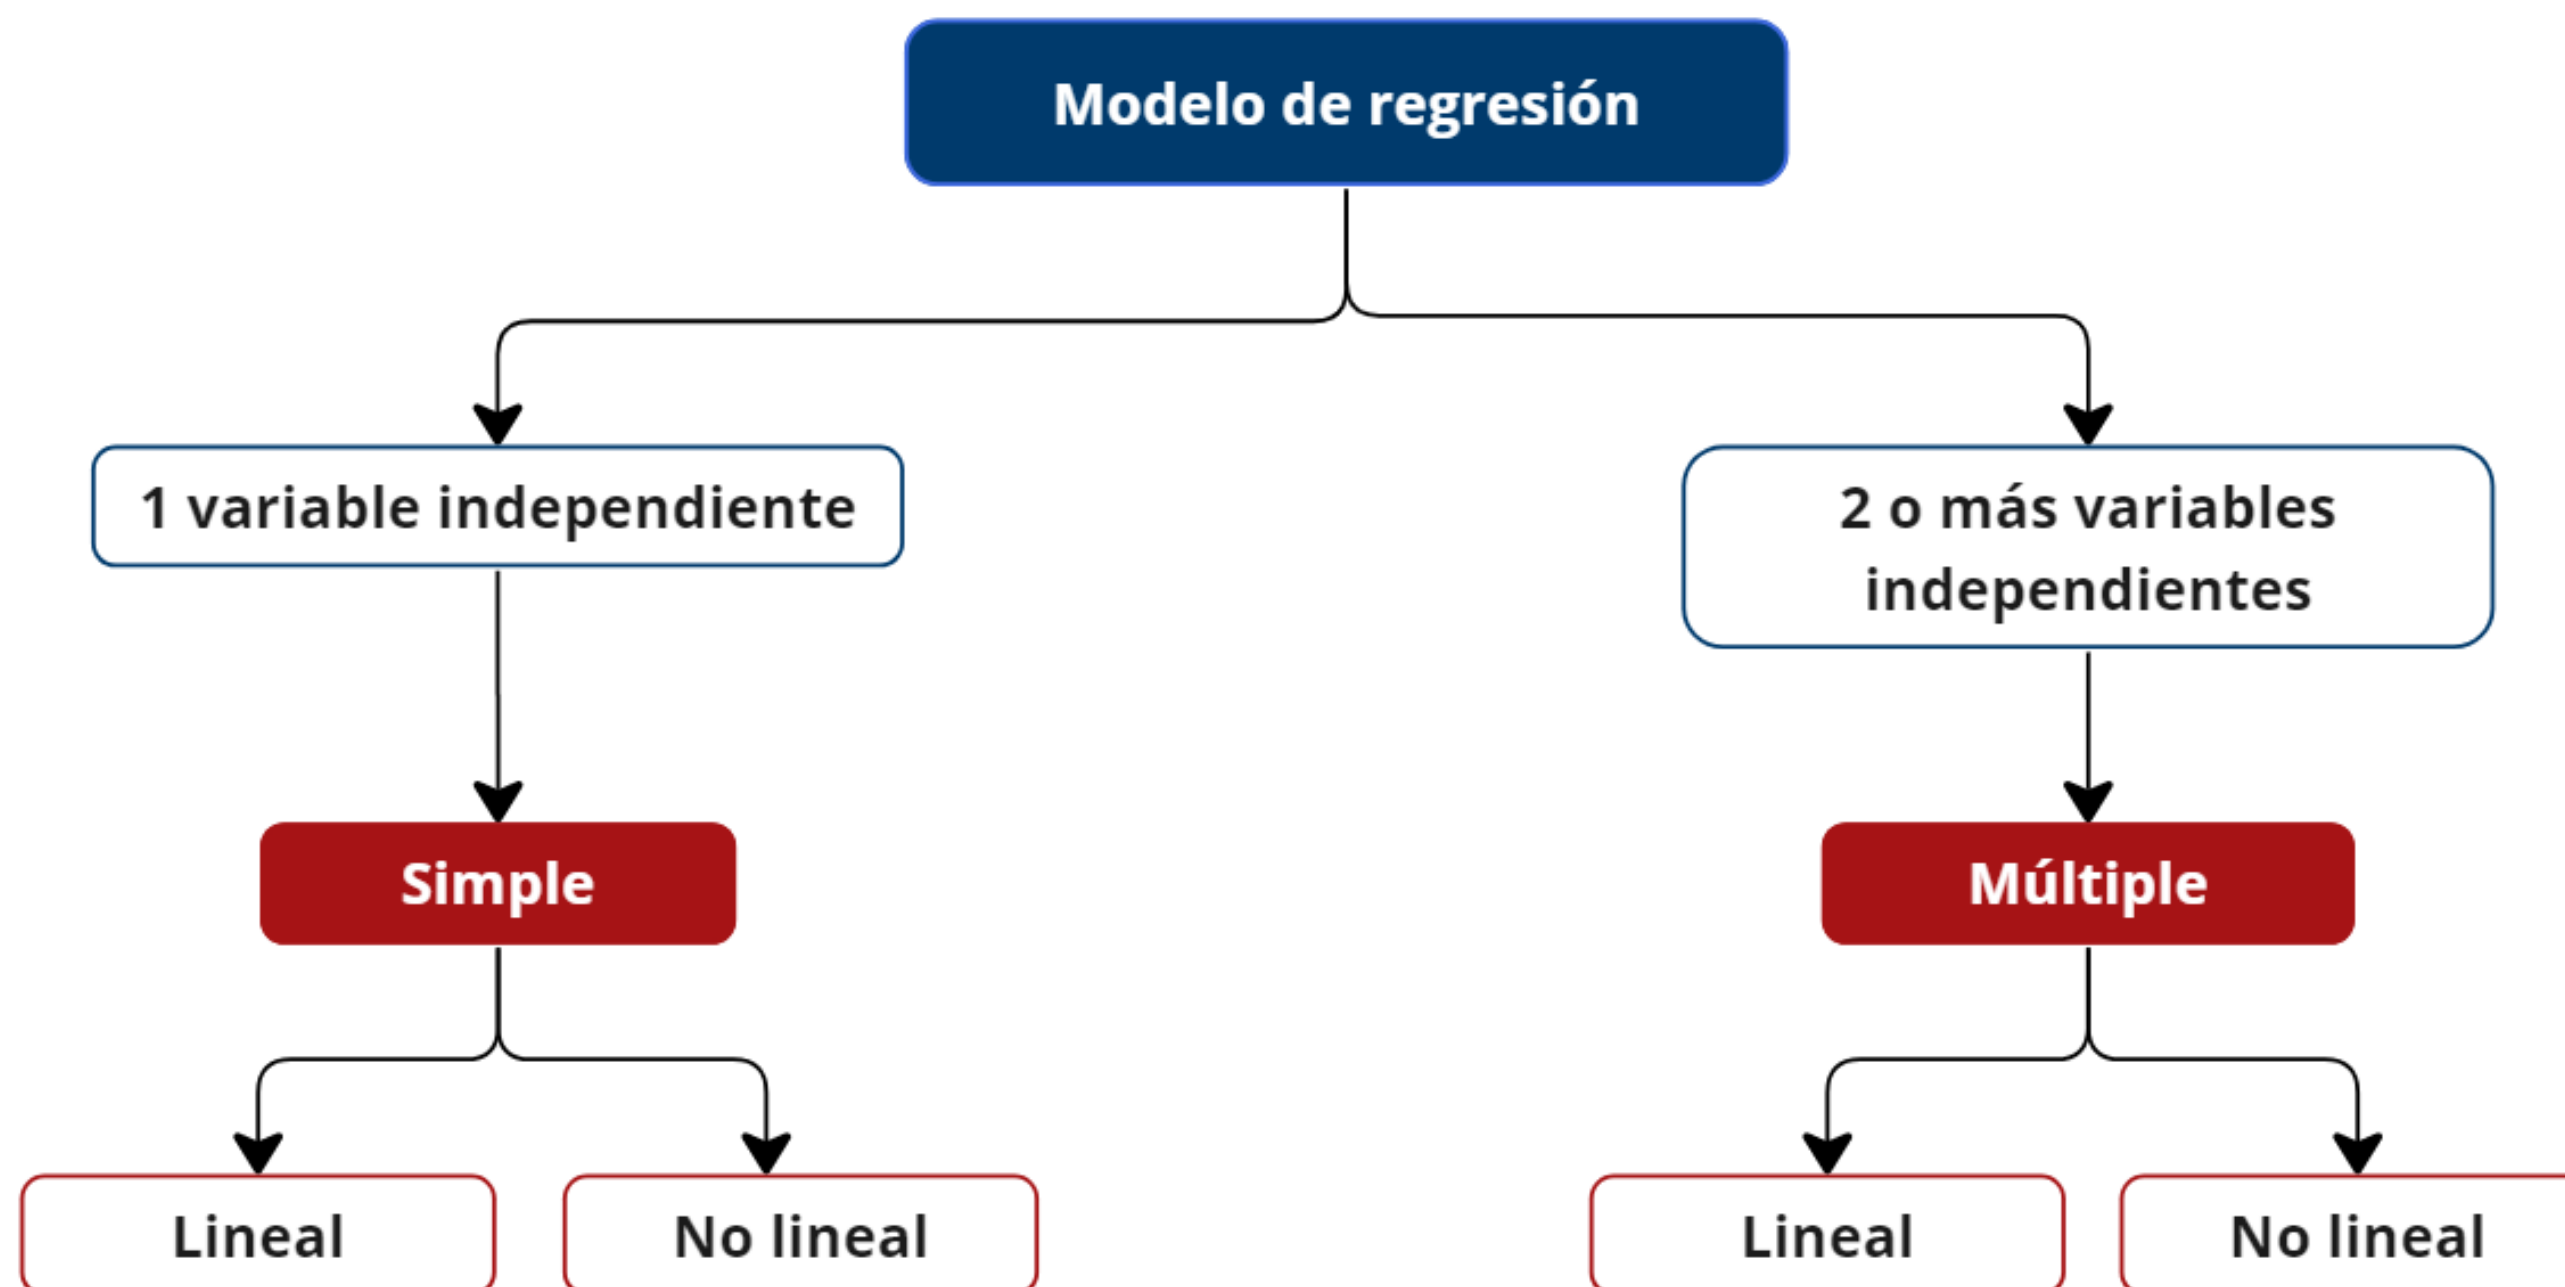 Modelo de regresión
1 variable independiente
2 o más variables
independientes
Simple
Múltiple
Lineal
No lineal
Lineal
No lineal